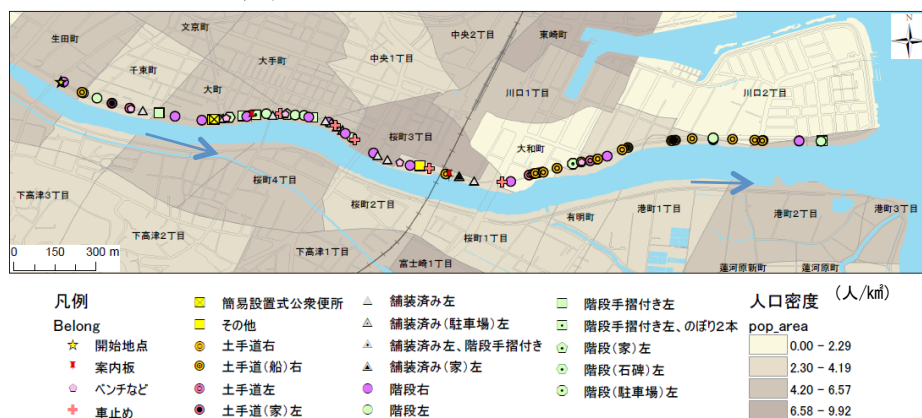 生田町
文京町
千束町
大町
大手町
中央1丁目
中央2丁目
東崎町
川口1丁目
川口2丁目
桜町3丁目
大和町
下高津3丁目
桜町4丁目
桜町2丁目
下高津2丁目
下高津1丁目
富士崎1丁目
桜町1丁目
有明町
港町1丁目
港町2丁目
港町3丁目
蓮河原新町
蓮河原町
0 150 300 m
凡例
Belong
開始地点
案内板
ベンチなど
車止め
簡易設置式公衆便所
その他
土手道右
土手道(船)右
土手道左
土手道(家)左
舗装済み左
舗装済み(駐車場)左
舗装済み左、階段手摺付き
舗装済み(家)左
階段右
階段左
階段手摺付き左
階段手摺付き左、のぼり2本
階段(家)左
階段(石碑)左
階段(駐車場)左
人口密度 (人/k㎡)
pop_area
0.00 - 2.29
2.30 - 4.19
4.20 - 6.57
6.58 - 9.92